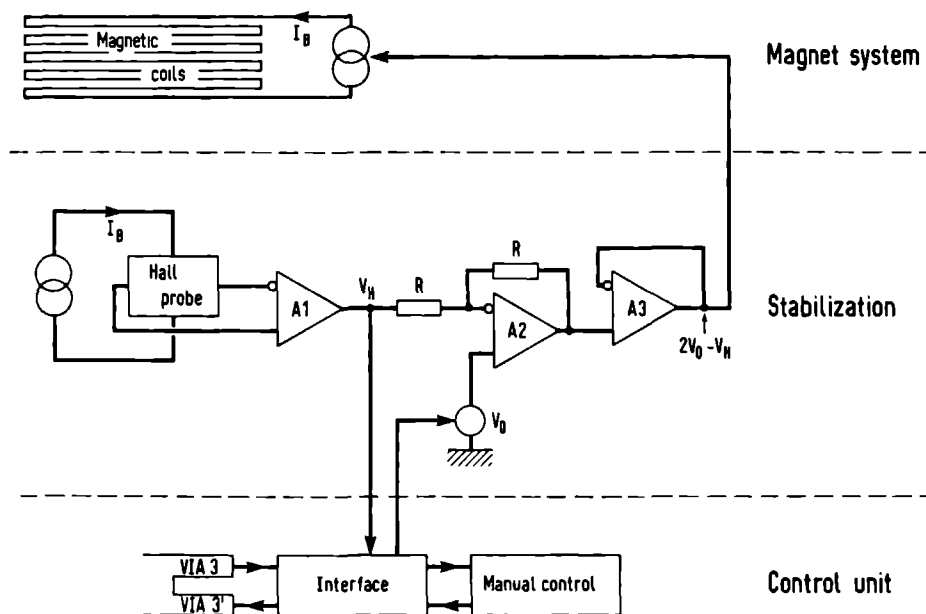 Magnetic
coils
I_B
Magnet system
I_B
Hall
probe
A1
V_H
R
R
A2
A3
2V_0 - V_H
V_0
Stabilization
VIA 3
VIA 3'
Interface
Manual control
Control unit